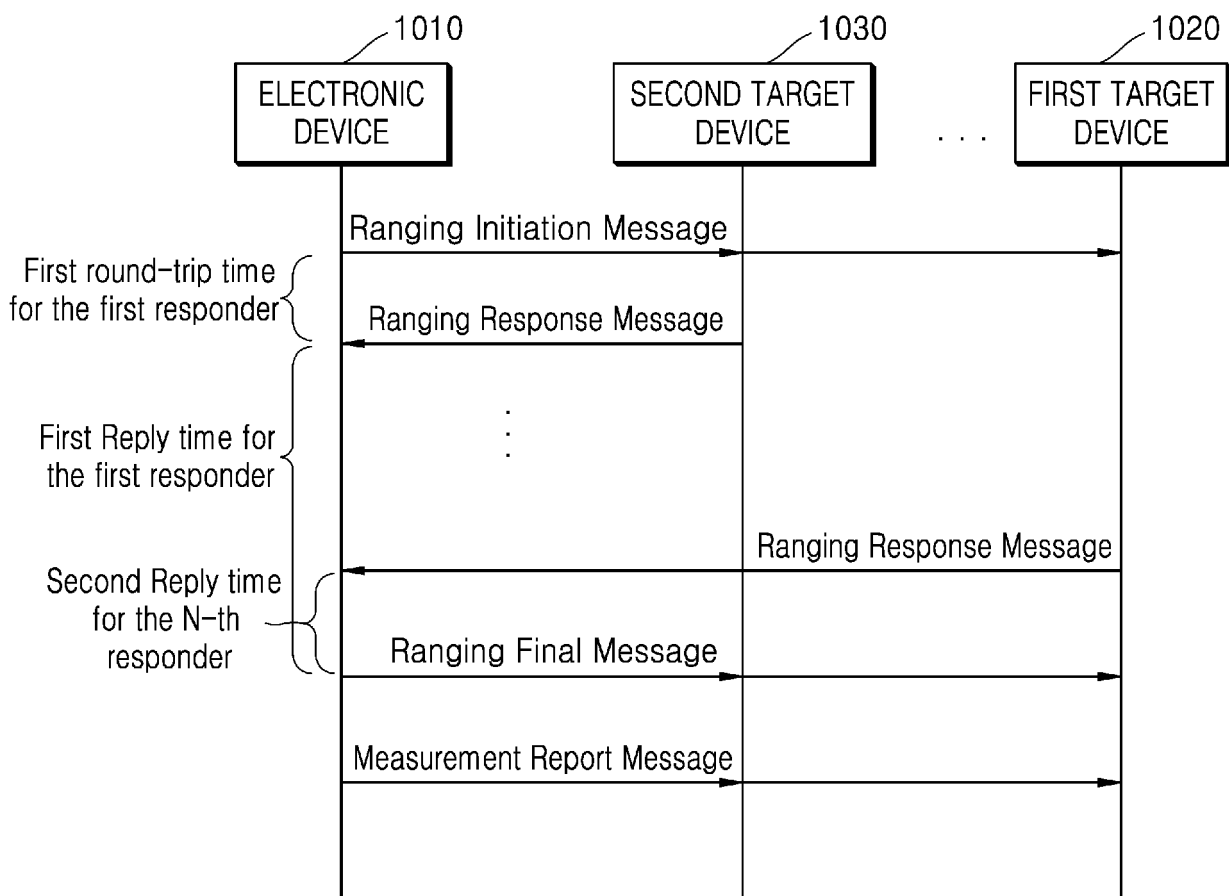 1010
1030
1020
ELECTRONIC
DEVICE
SECOND TARGET
DEVICE
. . .
FIRST TARGET
DEVICE
Ranging Initiation Message
First round-trip time
for the first responder
Ranging Response Message
First Reply time for
the first responder
Ranging Response Message
Second Reply time
for the N-th
responder
Ranging Final Message
Measurement Report Message